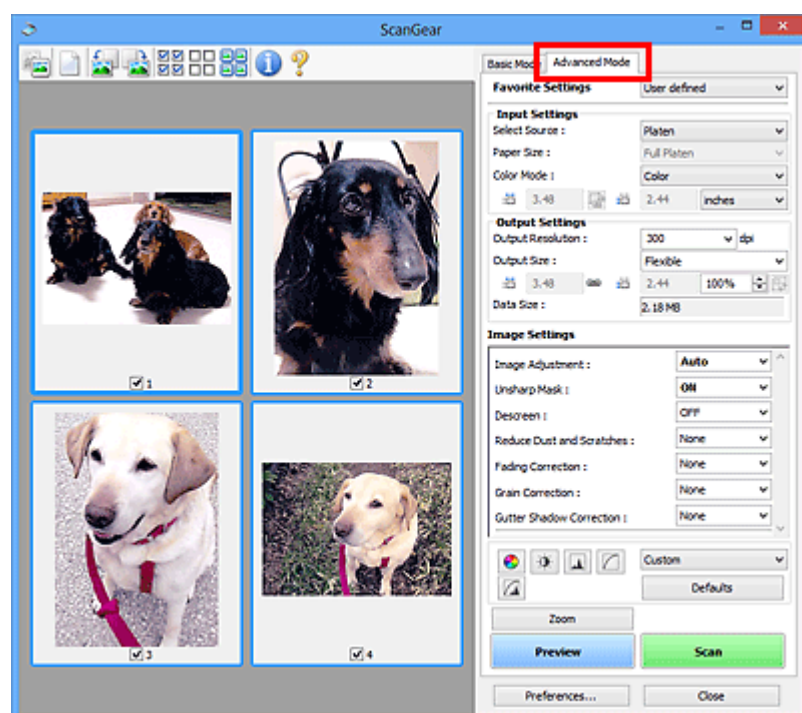 ScanGear
Basic Mode Advanced Mode
Favorite Settings User defined
Input Settings
Select Source : Platen
Paper Size : Full Platen
Color Mode : Color
3.48 2.44 inches
Output Settings
Output Resolution : 300 dpi
Output Size : Flexible
3.48 2.44 100%
Data Size : 2.18 MB
Image Settings
Image Adjustment : Auto
Unsharp Mask : ON
Descreen : OFF
Reduce Dust and Scratches : None
Fading Correction : None
Grain Correction : None
Gutter Shadow Correction : None
Custom
Defaults
Zoom
Preview Scan
Preferences... Close
1
2
3
4